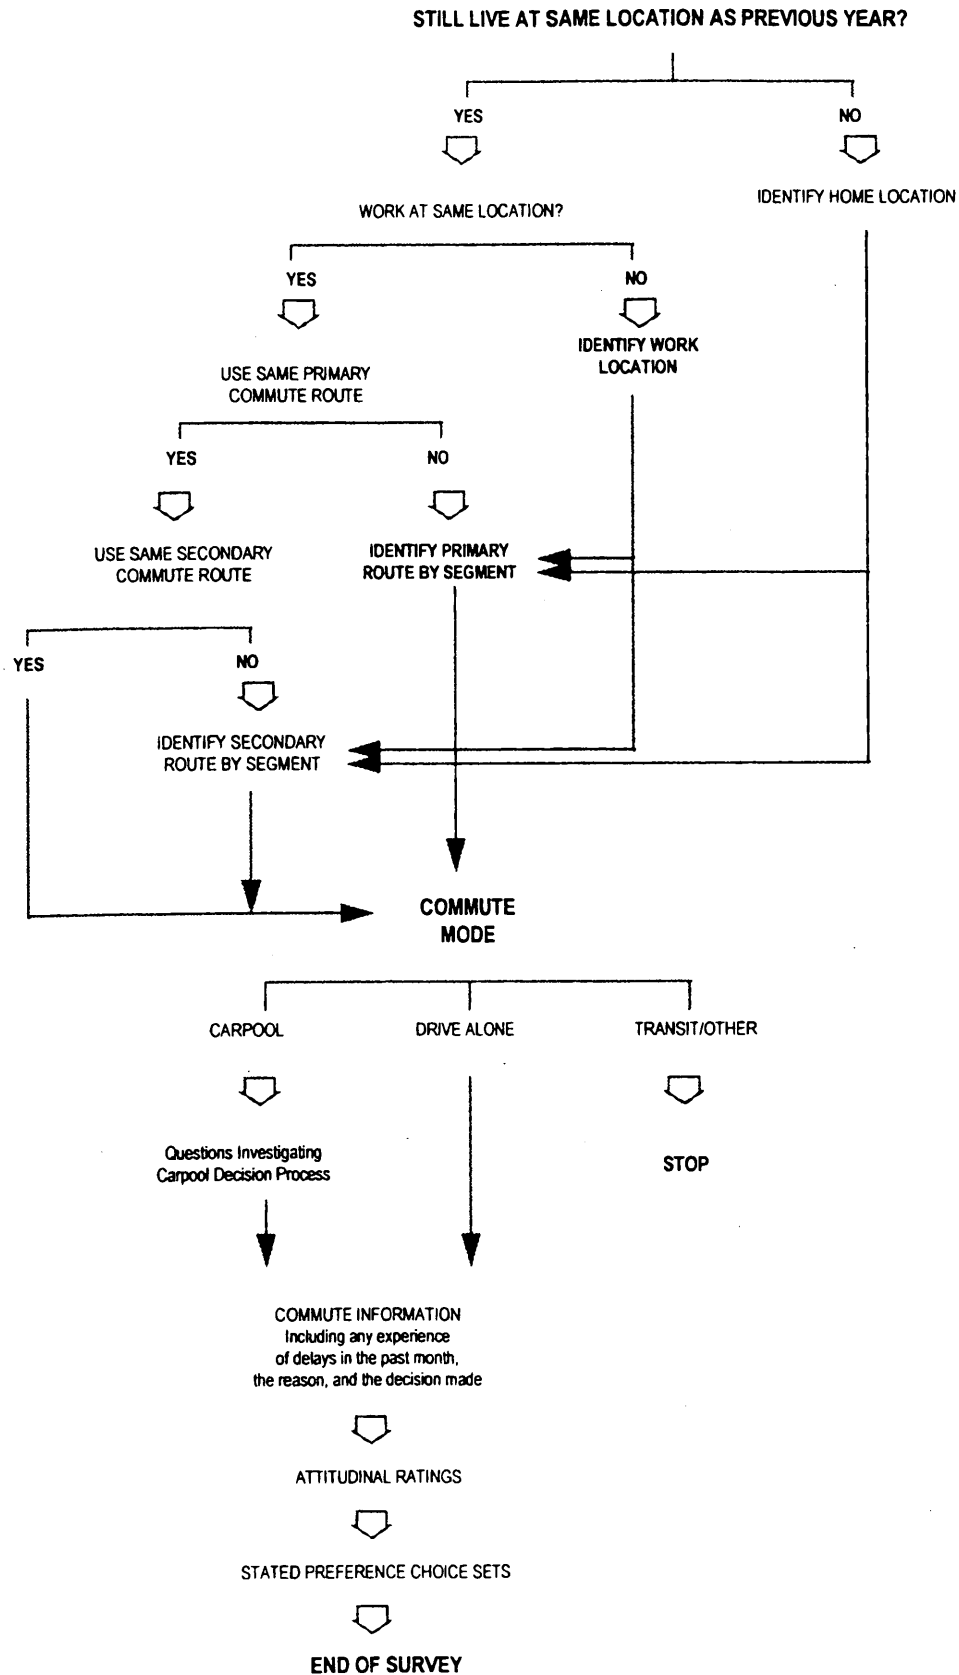 STILL LIVE AT SAME LOCATION AS PREVIOUS YEAR?
YES
NO
IDENTIFY HOME LOCATION
WORK AT SAME LOCATION?
YES
NO
IDENTIFY WORK
LOCATION
USE SAME PRIMARY
COMMUTE ROUTE
YES
NO
USE SAME SECONDARY
COMMUTE ROUTE
IDENTIFY PRIMARY
ROUTE BY SEGMENT
YES
NO
IDENTIFY SECONDARY
ROUTE BY SEGMENT
COMMUTE
MODE
CARPOOL
DRIVE ALONE
TRANSIT/OTHER
Questions Investigating
Carpool Decision Process
STOP
COMMUTE INFORMATION
Including any experience
of delays in the past month,
the reason, and the decision made
ATTITUDINAL RATINGS
STATED PREFERENCE CHOICE SETS
END OF SURVEY